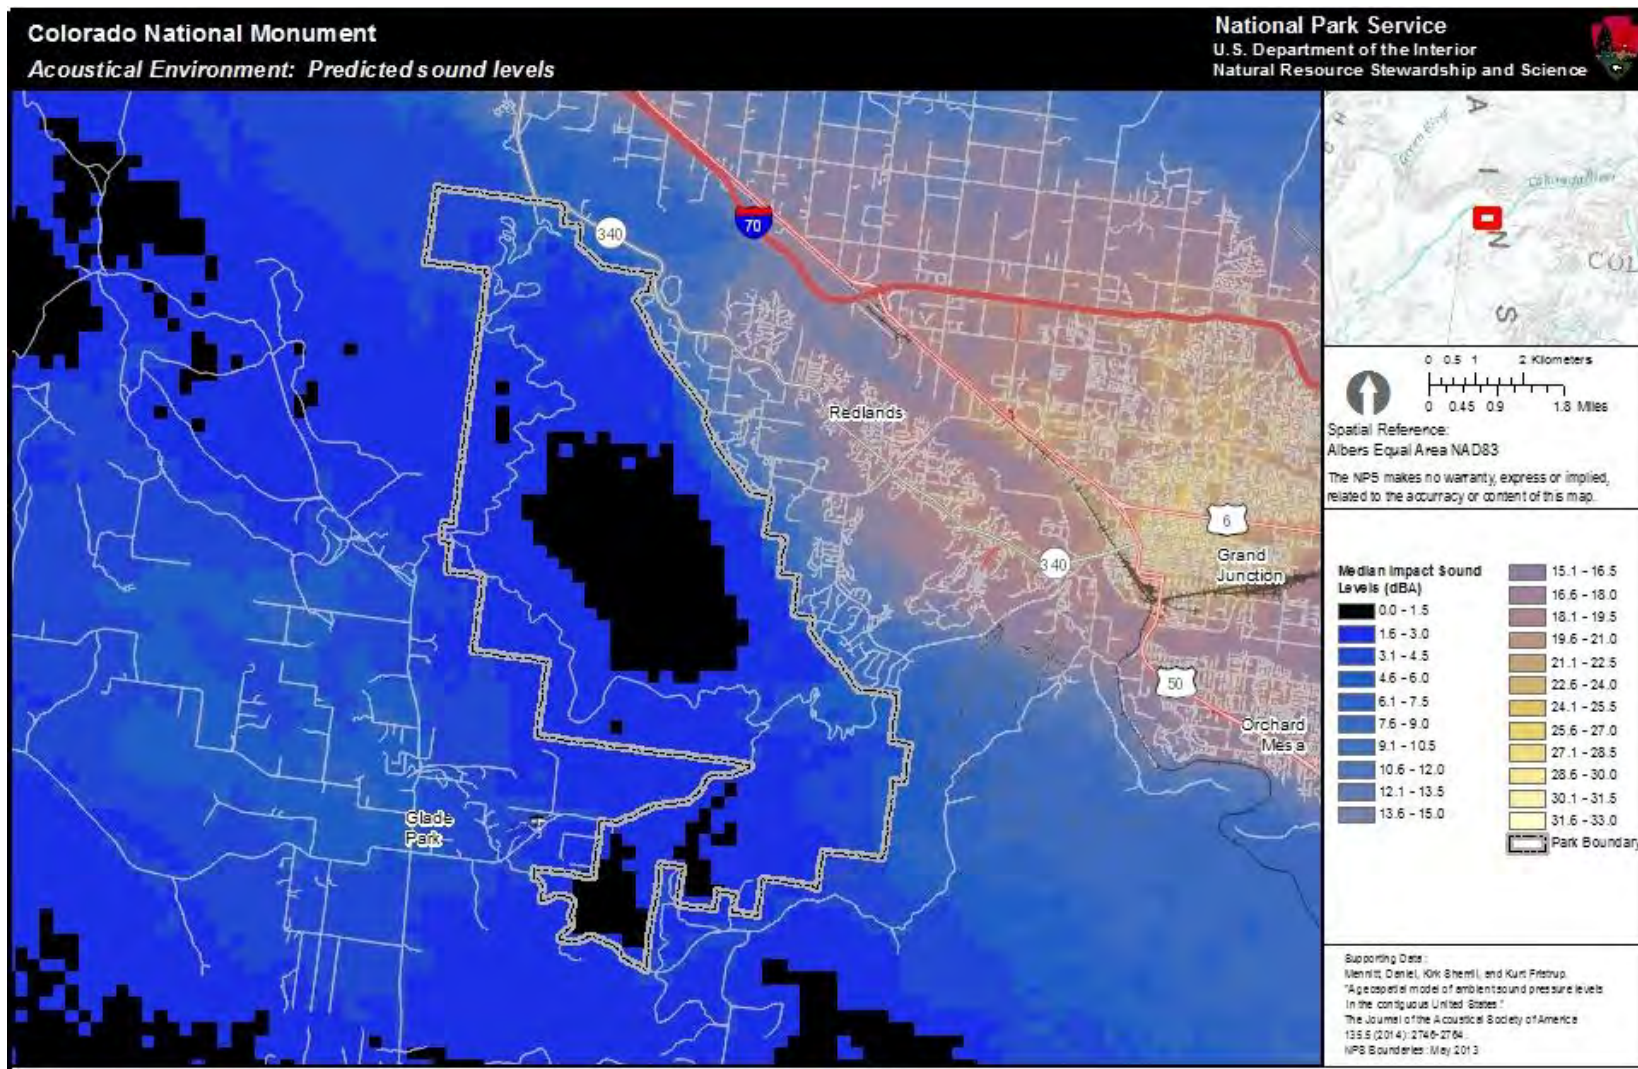 Colorado National Monument
Acoustical Environment: Predicted sound levels
National Park Service
U.S. Department of the Interior
Natural Resource Stewardship and Science
340
70
Redlands
6
Grand
Junction
340
50
Orchard
Mesa
Glade
Park
Green River
Colorado River
C H
A
I
N
S
COL
0 0.5 1 2 Kilometers
0 0.45 0.9 1.8 Miles
Spatial Reference:
Albers Equal Area NAD83
The NPS makes no warranty, express or implied,
related to the accurracy or content of this map.
Median Impact Sound
Levels (dBA)
0.0 - 1.5
1.6 - 3.0
3.1 - 4.5
4.6 - 6.0
6.1 - 7.5
7.6 - 9.0
9.1 - 10.5
10.6 - 12.0
12.1 - 13.5
13.6 - 15.0
15.1 - 16.5
16.6 - 18.0
18.1 - 19.5
19.6 - 21.0
21.1 - 22.5
22.6 - 24.0
24.1 - 25.5
25.6 - 27.0
27.1 - 28.5
28.6 - 30.0
30.1 - 31.5
31.6 - 33.0
Park Boundary
Supporting Data:
Mennitt, Daniel, Kirk Sherrill, and Kurt Fristrup.
"A geospatial model of ambient sound pressure levels
in the contiguous United States."
The Journal of the Acoustical Society of America
135.5 (2014): 2746-2764.
NPS Boundaries: May 2013